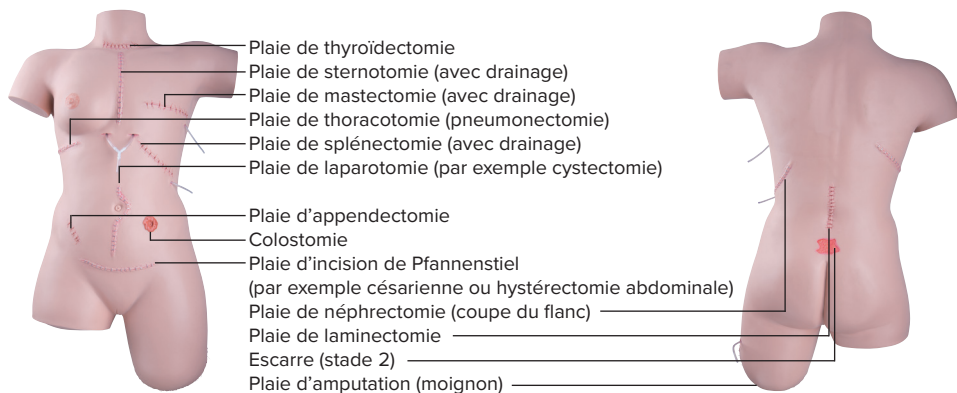 Plaie de thyroïdectomie
Plaie de sternotomie (avec drainage)
Plaie de mastectomie (avec drainage)
Plaie de thoracotomie (pneumonectomie)
Plaie de splénectomie (avec drainage)
Plaie de laparotomie (par exemple cystectomie)
Plaie d’appendectomie
Colostomie
Plaie d’incision de Pfannenstiel
(par exemple césarienne ou hystérectomie abdominale)
Plaie de néphrectomie (coupe du flanc)
Plaie de laminectomie
Escarre (stade 2)
Plaie d’amputation (moignon)